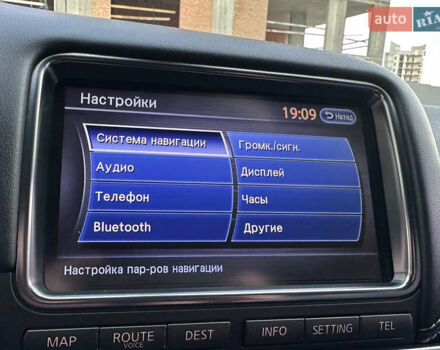 auto RIA
Настройки
19:09
Назад
Система навигации
Громк./сигн.
Аудио
Дисплей
Телефон
Часы
Bluetooth
Другие
Настройка пар-ров навигации
MAP
ROUTE
VOICE
DEST
INFO
SETTING
TEL